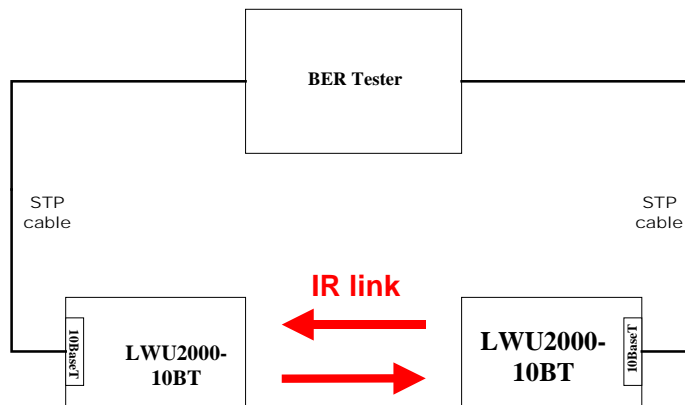 BER Tester
STP
cable
STP
cable
IR link
10BaseT
LWU2000-
10BT
LWU2000-
10BT
10BaseT